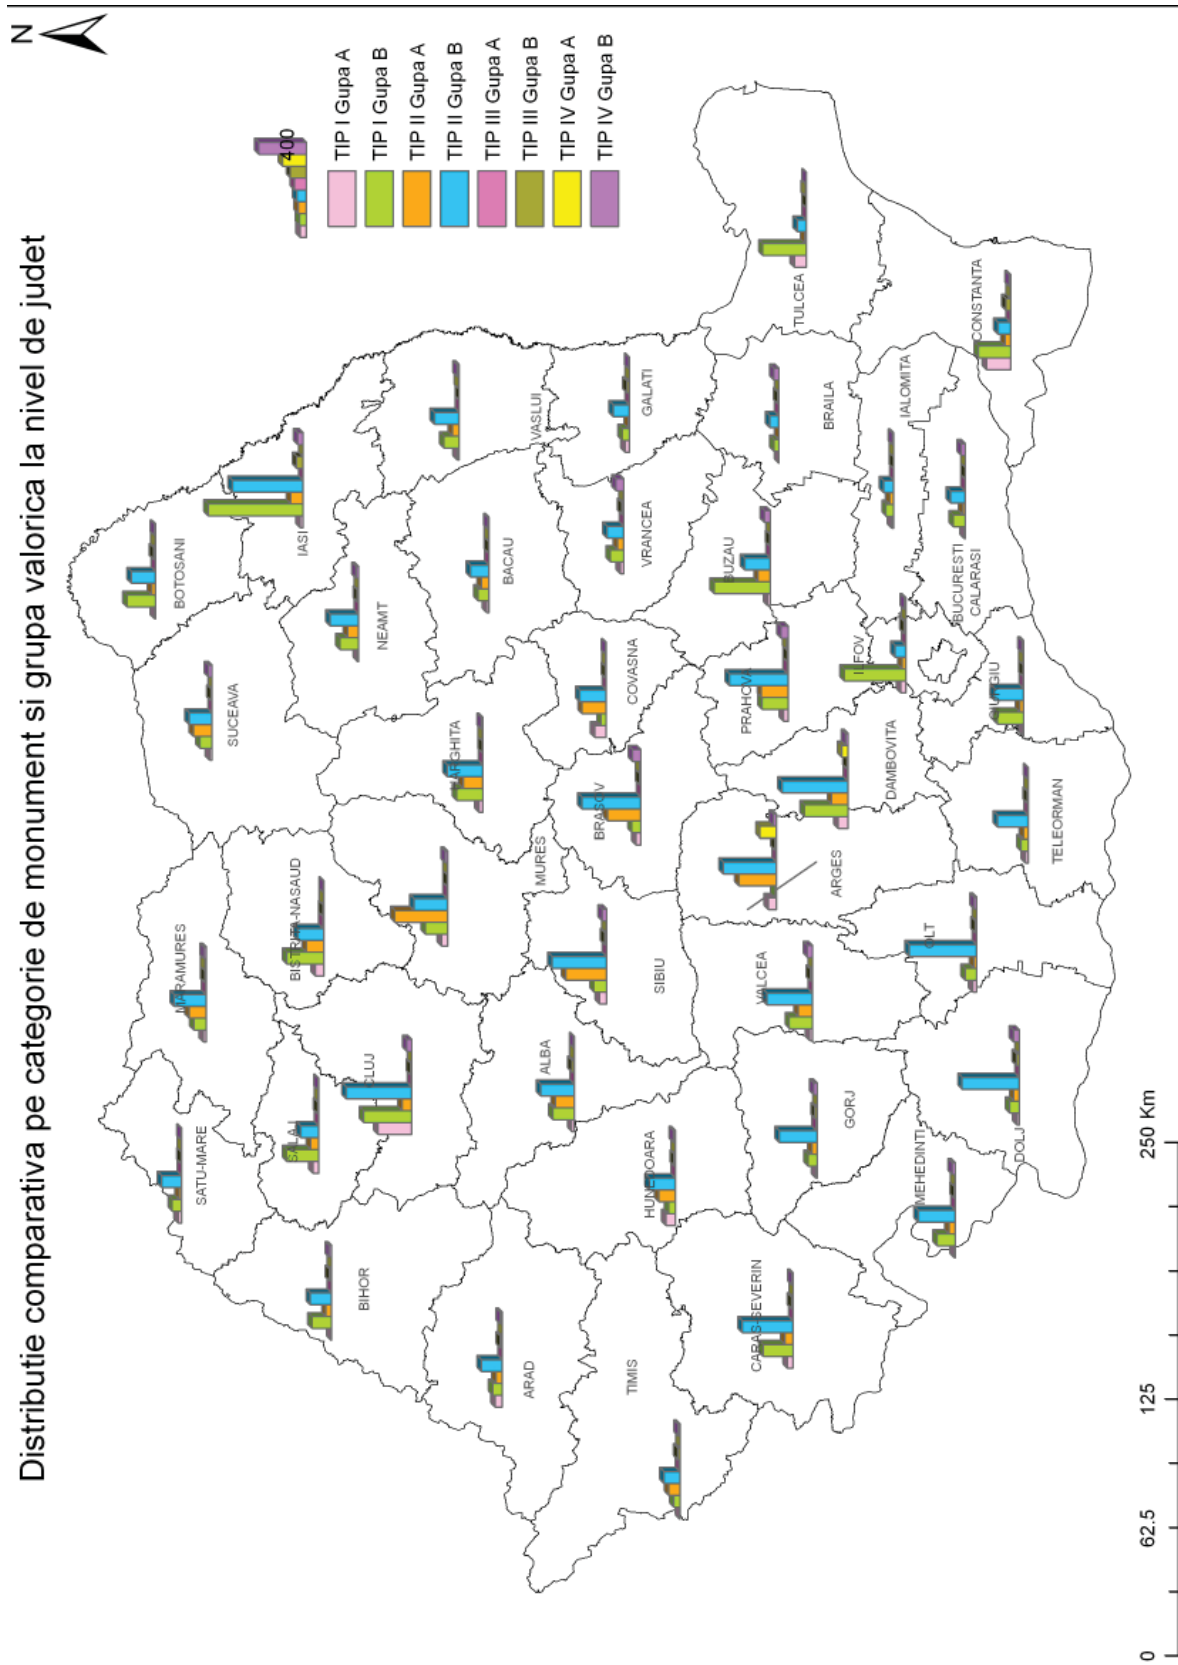 Distributie comparativa pe categorie de monument si grupa valorica la nivel de judet
N
400
TIP I Gupa A
TIP I Gupa B
TIP II Gupa A
TIP II Gupa B
TIP III Gupa A
TIP III Gupa B
TIP IV Gupa A
TIP IV Gupa B
SATU-MARE
MARAMURES
SUCEAVA
BOTOSANI
BIHOR
SALAJ
CLUJ
BISTRITA-NASAUD
NEAMT
IASI
ARAD
ALBA
MURES
HARGHITA
BACAU
VASLUI
TIMIS
HUNEDOARA
SIBIU
BRASOV
COVASNA
VRANCEA
GALATI
CARAS-SEVERIN
GORJ
VALCEA
ARGES
PRAHOVA
BUZAU
BRAILA
TULCEA
MEHEDINTI
DOLJ
OLT
TELEORMAN
DAMBOVITA
ILFOV
GIURGIU
BUCURESTI
CALARASI
IALOMITA
CONSTANTA
0
62.5
125
250 Km